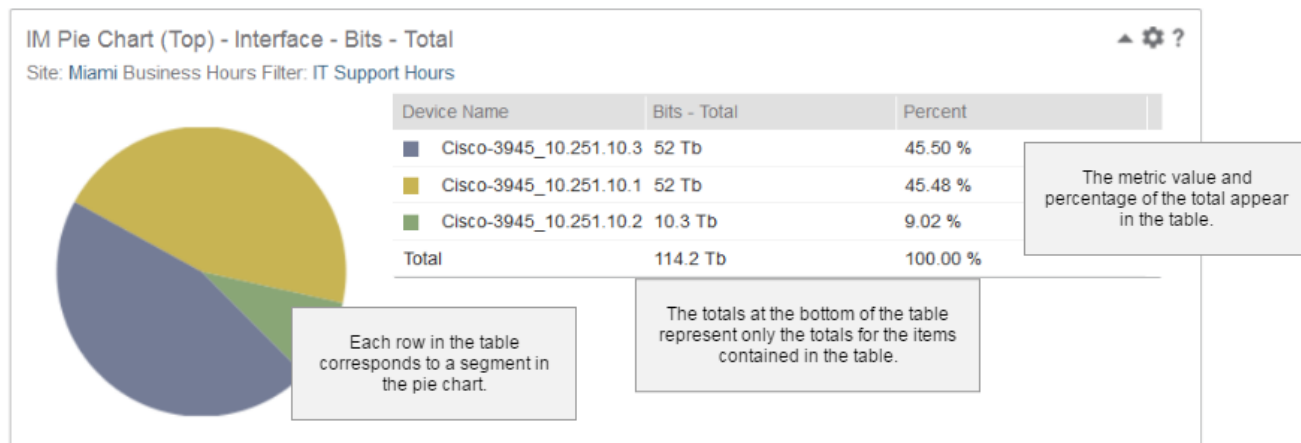 IM Pie Chart (Top) - Interface - Bits - Total
?
Site: Miami Business Hours Filter: IT Support Hours
Device Name Bits - Total Percent
Cisco-3945_10.251.10.3 52 Tb 45.50 %
Cisco-3945_10.251.10.1 52 Tb 45.48 %
Cisco-3945_10.251.10.2 10.3 Tb 9.02 %
Total 114.2 Tb 100.00 %
The metric value and
percentage of the total appear
in the table.
The totals at the bottom of the table
represent only the totals for the items
contained in the table.
Each row in the table
corresponds to a segment in
the pie chart.